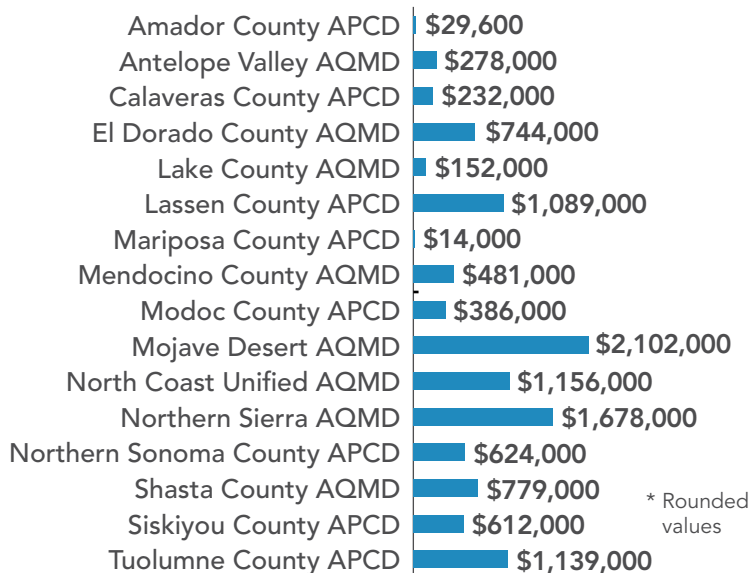 Amador County APCD $29,600
Antelope Valley AQMD $278,000
Calaveras County APCD $232,000
El Dorado County AQMD $744,000
Lake County AQMD $152,000
Lassen County APCD $1,089,000
Mariposa County APCD $14,000
Mendocino County AQMD $481,000
Modoc County APCD $386,000
Mojave Desert AQMD $2,102,000
North Coast Unified AQMD $1,156,000
Northern Sierra AQMD $1,678,000
Northern Sonoma County APCD $624,000
Shasta County AQMD $779,000
Siskiyou County APCD $612,000
Tuolumne County APCD $1,139,000
* Rounded
values